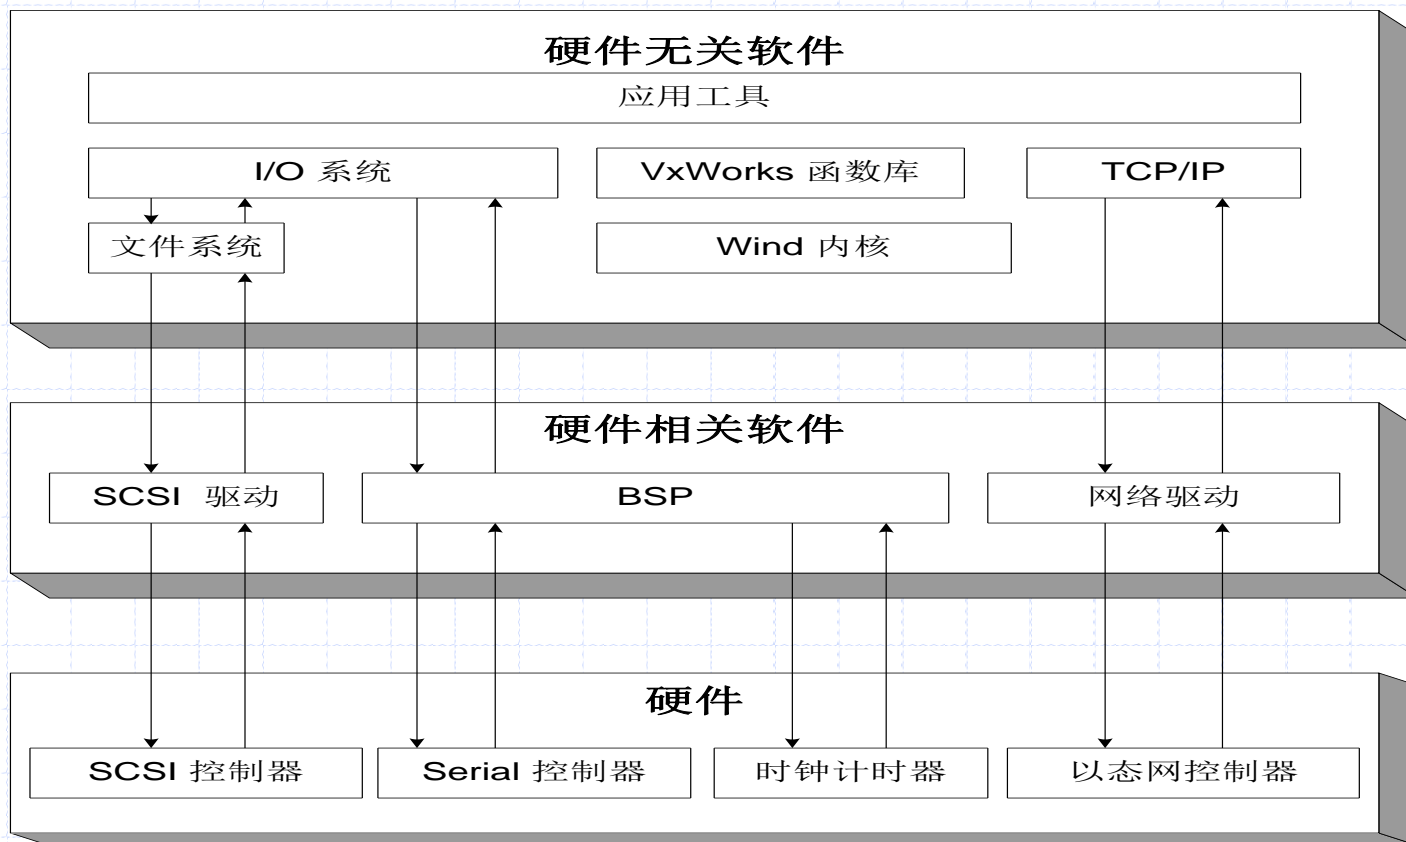 硬件无关软件
应用工具
I/O 系统
VxWorks 函数库
TCP/IP
文件系统
Wind 内核
硬件相关软件
SCSI 驱动
BSP
网络驱动
硬件
SCSI 控制器
Serial 控制器
时钟计时器
以态网控制器